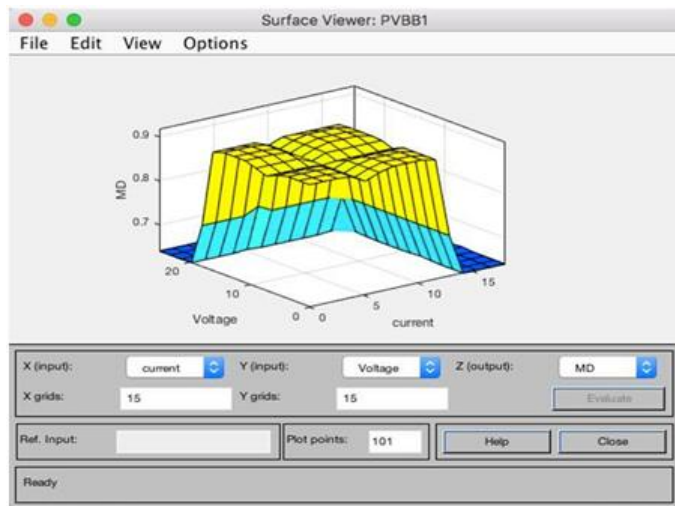 Surface Viewer: PVBB1
File Edit View Options
0.9
0.8
0.7
MD
20
10
0
Voltage
0
5
10
15
current
X (input): current Y (input): Voltage Z (output): MD
X grids: 15 Y grids: 15 Evaluate
Ref. Input: Plot points: 101 Help Close
Ready